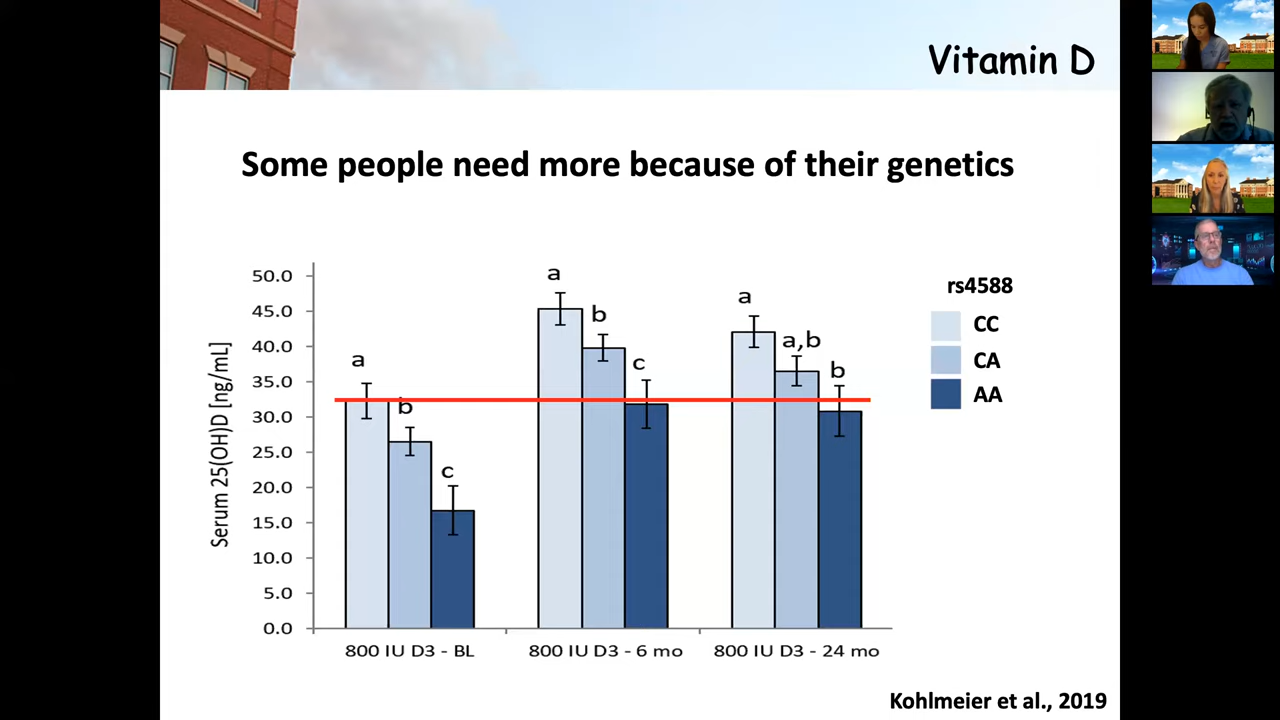 Vitamin D
Some people need more because of their genetics
Serum 25(OH)D [ng/mL]
50.0
45.0
40.0
35.0
30.0
25.0
20.0
15.0
10.0
5.0
0.0
a
b
c
a
b
c
a
a,b
b
800 IU D3 - BL
800 IU D3 - 6 mo
800 IU D3 - 24 mo
rs4588
CC
CA
AA
Kohlmeier et al., 2019